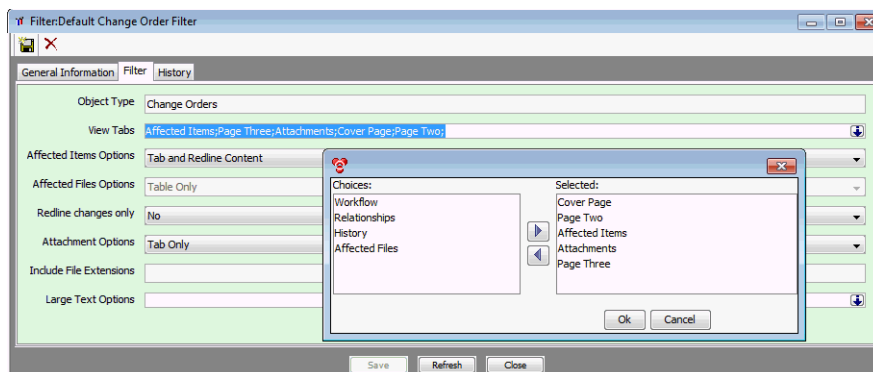 Filter:Default Change Order Filter
General Information Filter History
Object Type Change Orders
View Tabs Affected Items;Page Three;Attachments;Cover Page;Page Two;
Affected Items Options Tab and Redline Content
Affected Files Options Table Only
Redline changes only No
Attachment Options Tab Only
Include File Extensions
Large Text Options
Choices: Selected:
Workflow Cover Page
Relationships Page Two
History Affected Items
Affected Files Attachments
Page Three
Ok Cancel
Save Refresh Close